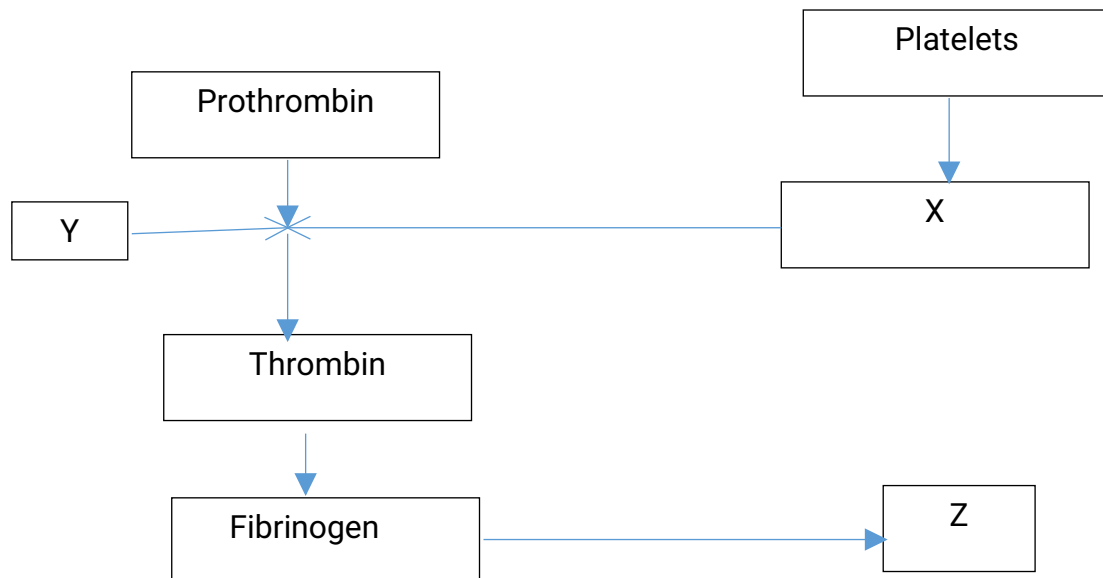 Platelets
Prothrombin
Y
X
Thrombin
Fibrinogen
Z